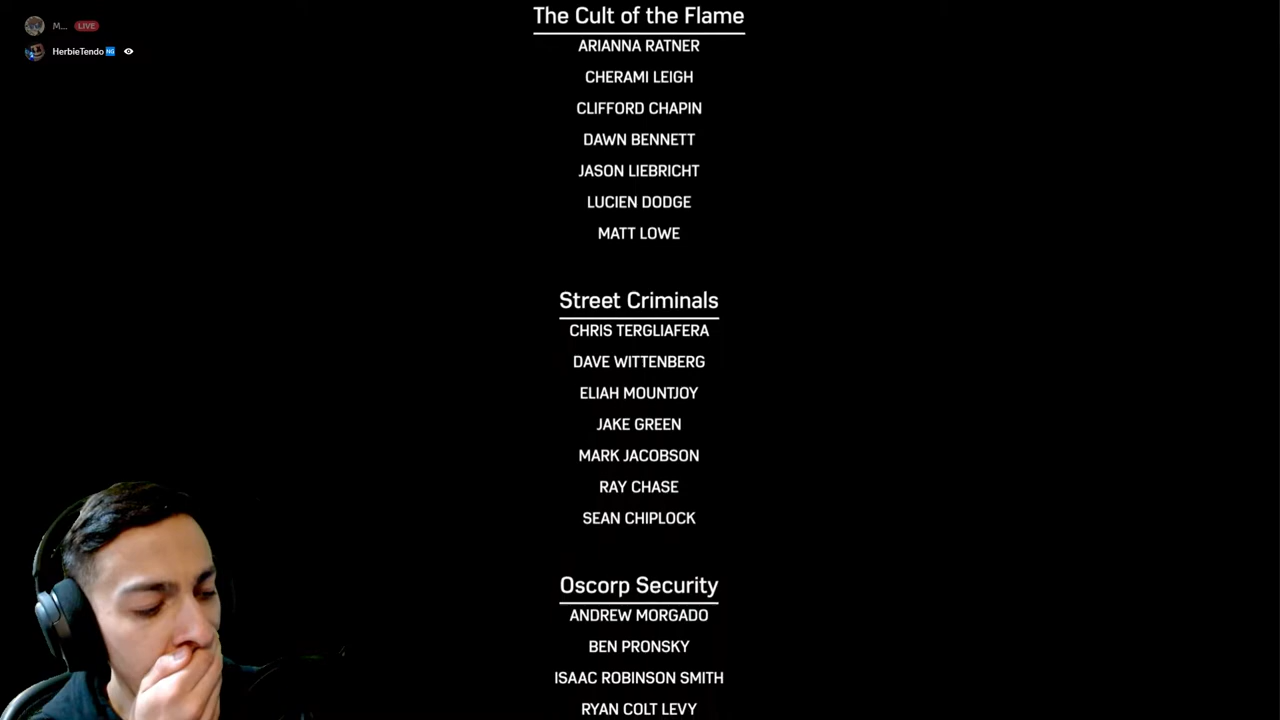 M... LIVE
HerbieTendo NG
The Cult of the Flame
ARIANNA RATNER
CHERAMI LEIGH
CLIFFORD CHAPIN
DAWN BENNETT
JASON LIEBRICHT
LUCIEN DODGE
MATT LOWE
Street Criminals
CHRIS TERGLIAFERA
DAVE WITTENBERG
ELIAH MOUNTJOY
JAKE GREEN
MARK JACOBSON
RAY CHASE
SEAN CHIPLOCK
Oscorp Security
ANDREW MORGADO
BEN PRONSKY
ISAAC ROBINSON SMITH
RYAN COLT LEVY